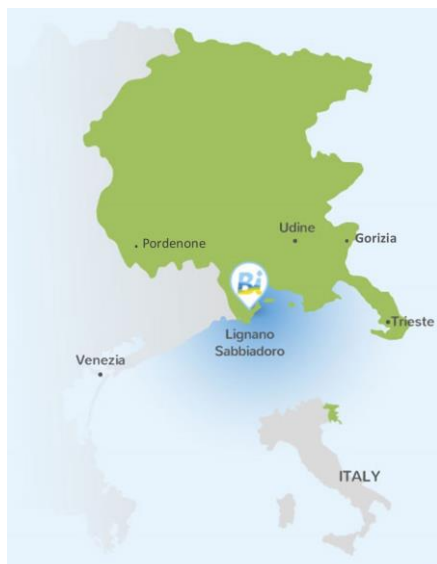 Udine
Gorizia
Pordenone
Bi
Trieste
Lignano
Sabbiadoro
Venezia
ITALY